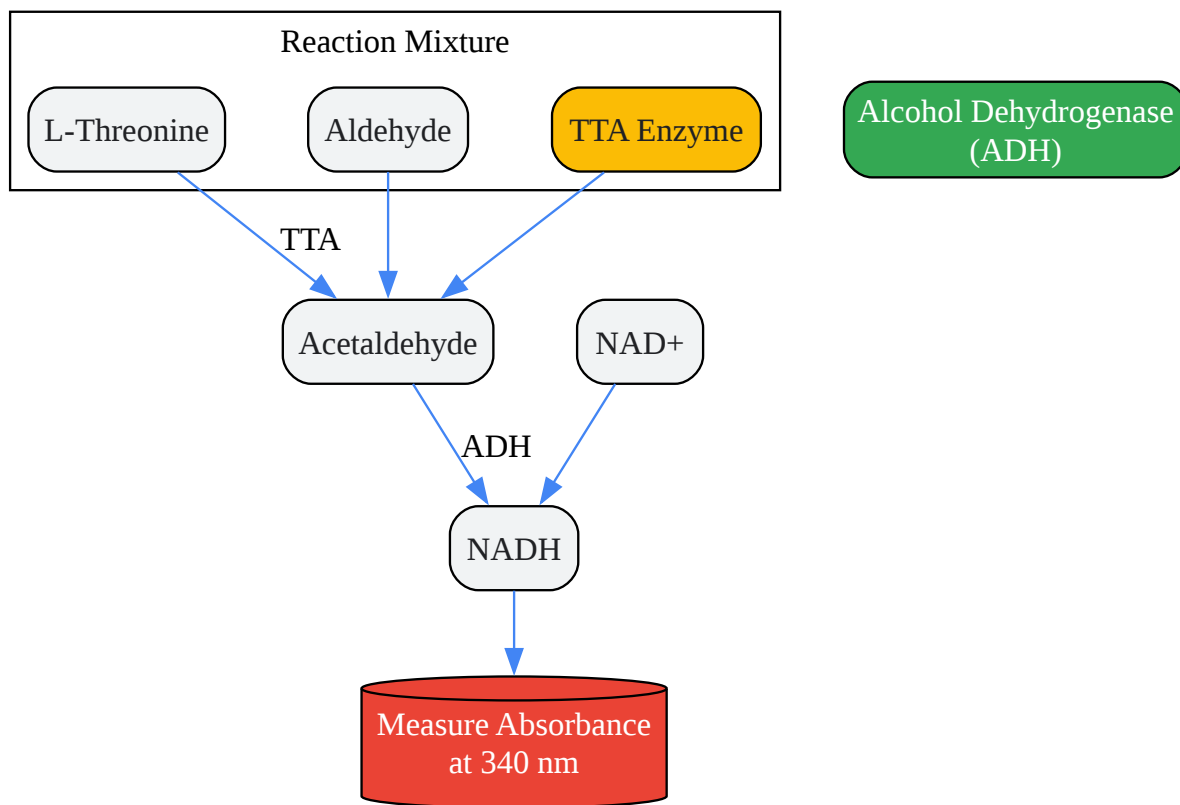 Reaction Mixture
L-Threonine
Aldehyde
TTA Enzyme
Alcohol Dehydrogenase
(ADH)
TTA
Acetaldehyde
NAD+
ADH
NADH
Measure Absorbance
at 340 nm